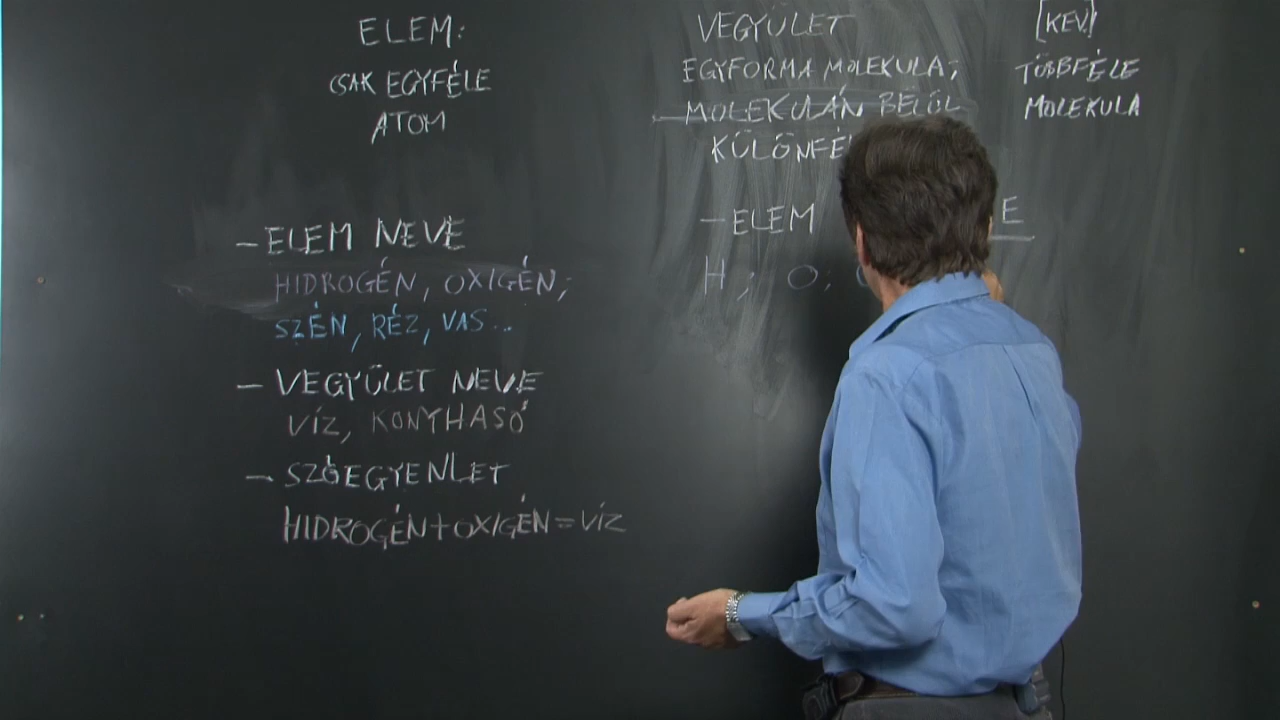 ELEM:
CSAK EGYFÉLE
ATOM
VEGYÜLET
EGYFORMA MOLEKULA;
MOLEKULÁN BELÜL
[KEV.]
TÖBBFÉLE
MOLEKULA
- ELEM NEVE
HIDROGÉN, OXIGÉN;
SZÉN, RÉZ, VAS...
- VEGYÜLET NEVE
VÍZ, KONYHASÓ
- SZÓEGYENLET
HIDROGÉN + OXIGÉN = VÍZ
- ELEM
H; O;